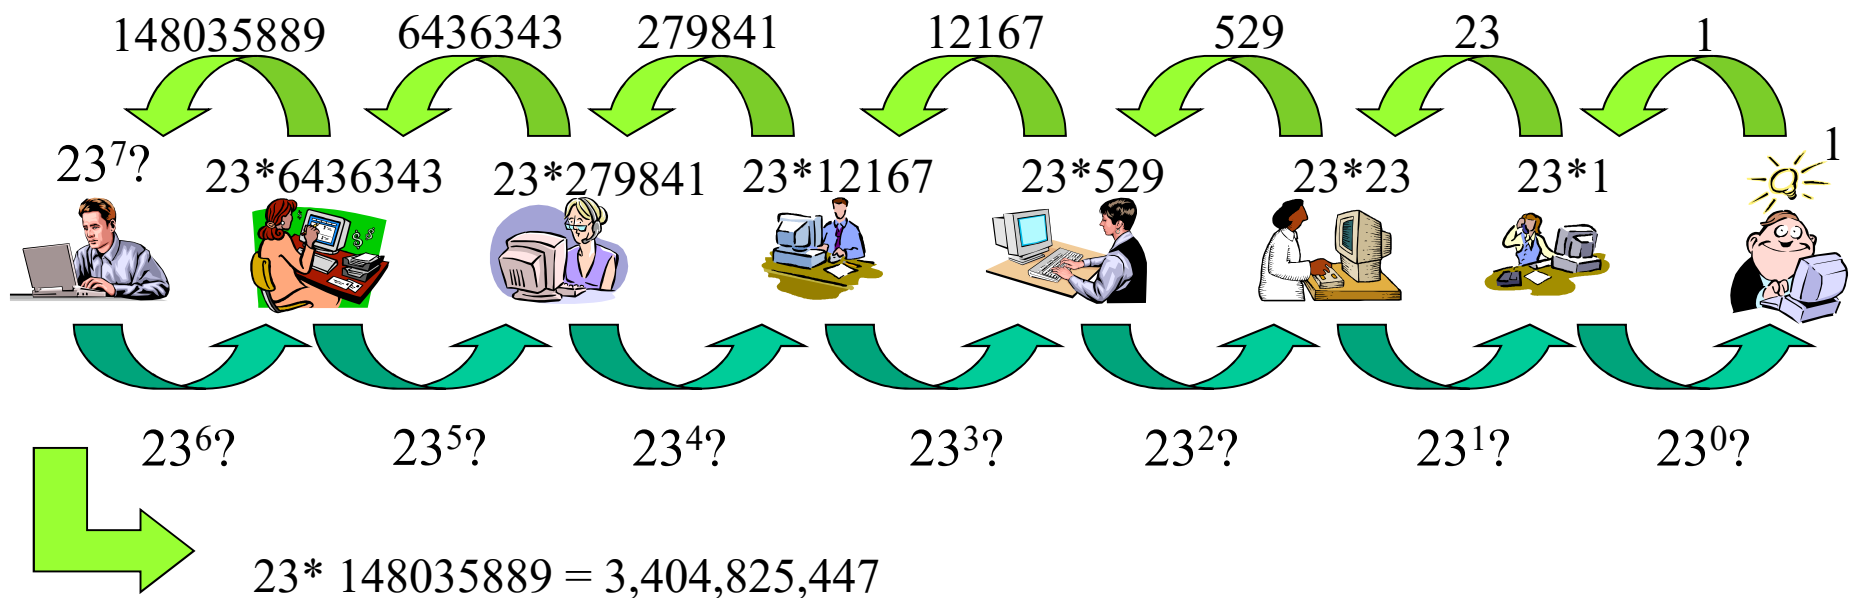 148035889 6436343 279841 12167 529 23 1
23⁷? 23*6436343 23*279841 23*12167 23*529 23*23 23*1 1
$ $
23⁶? 23⁵? 23⁴? 23³? 23²? 23¹? 23⁰?
23* 148035889 = 3,404,825,447